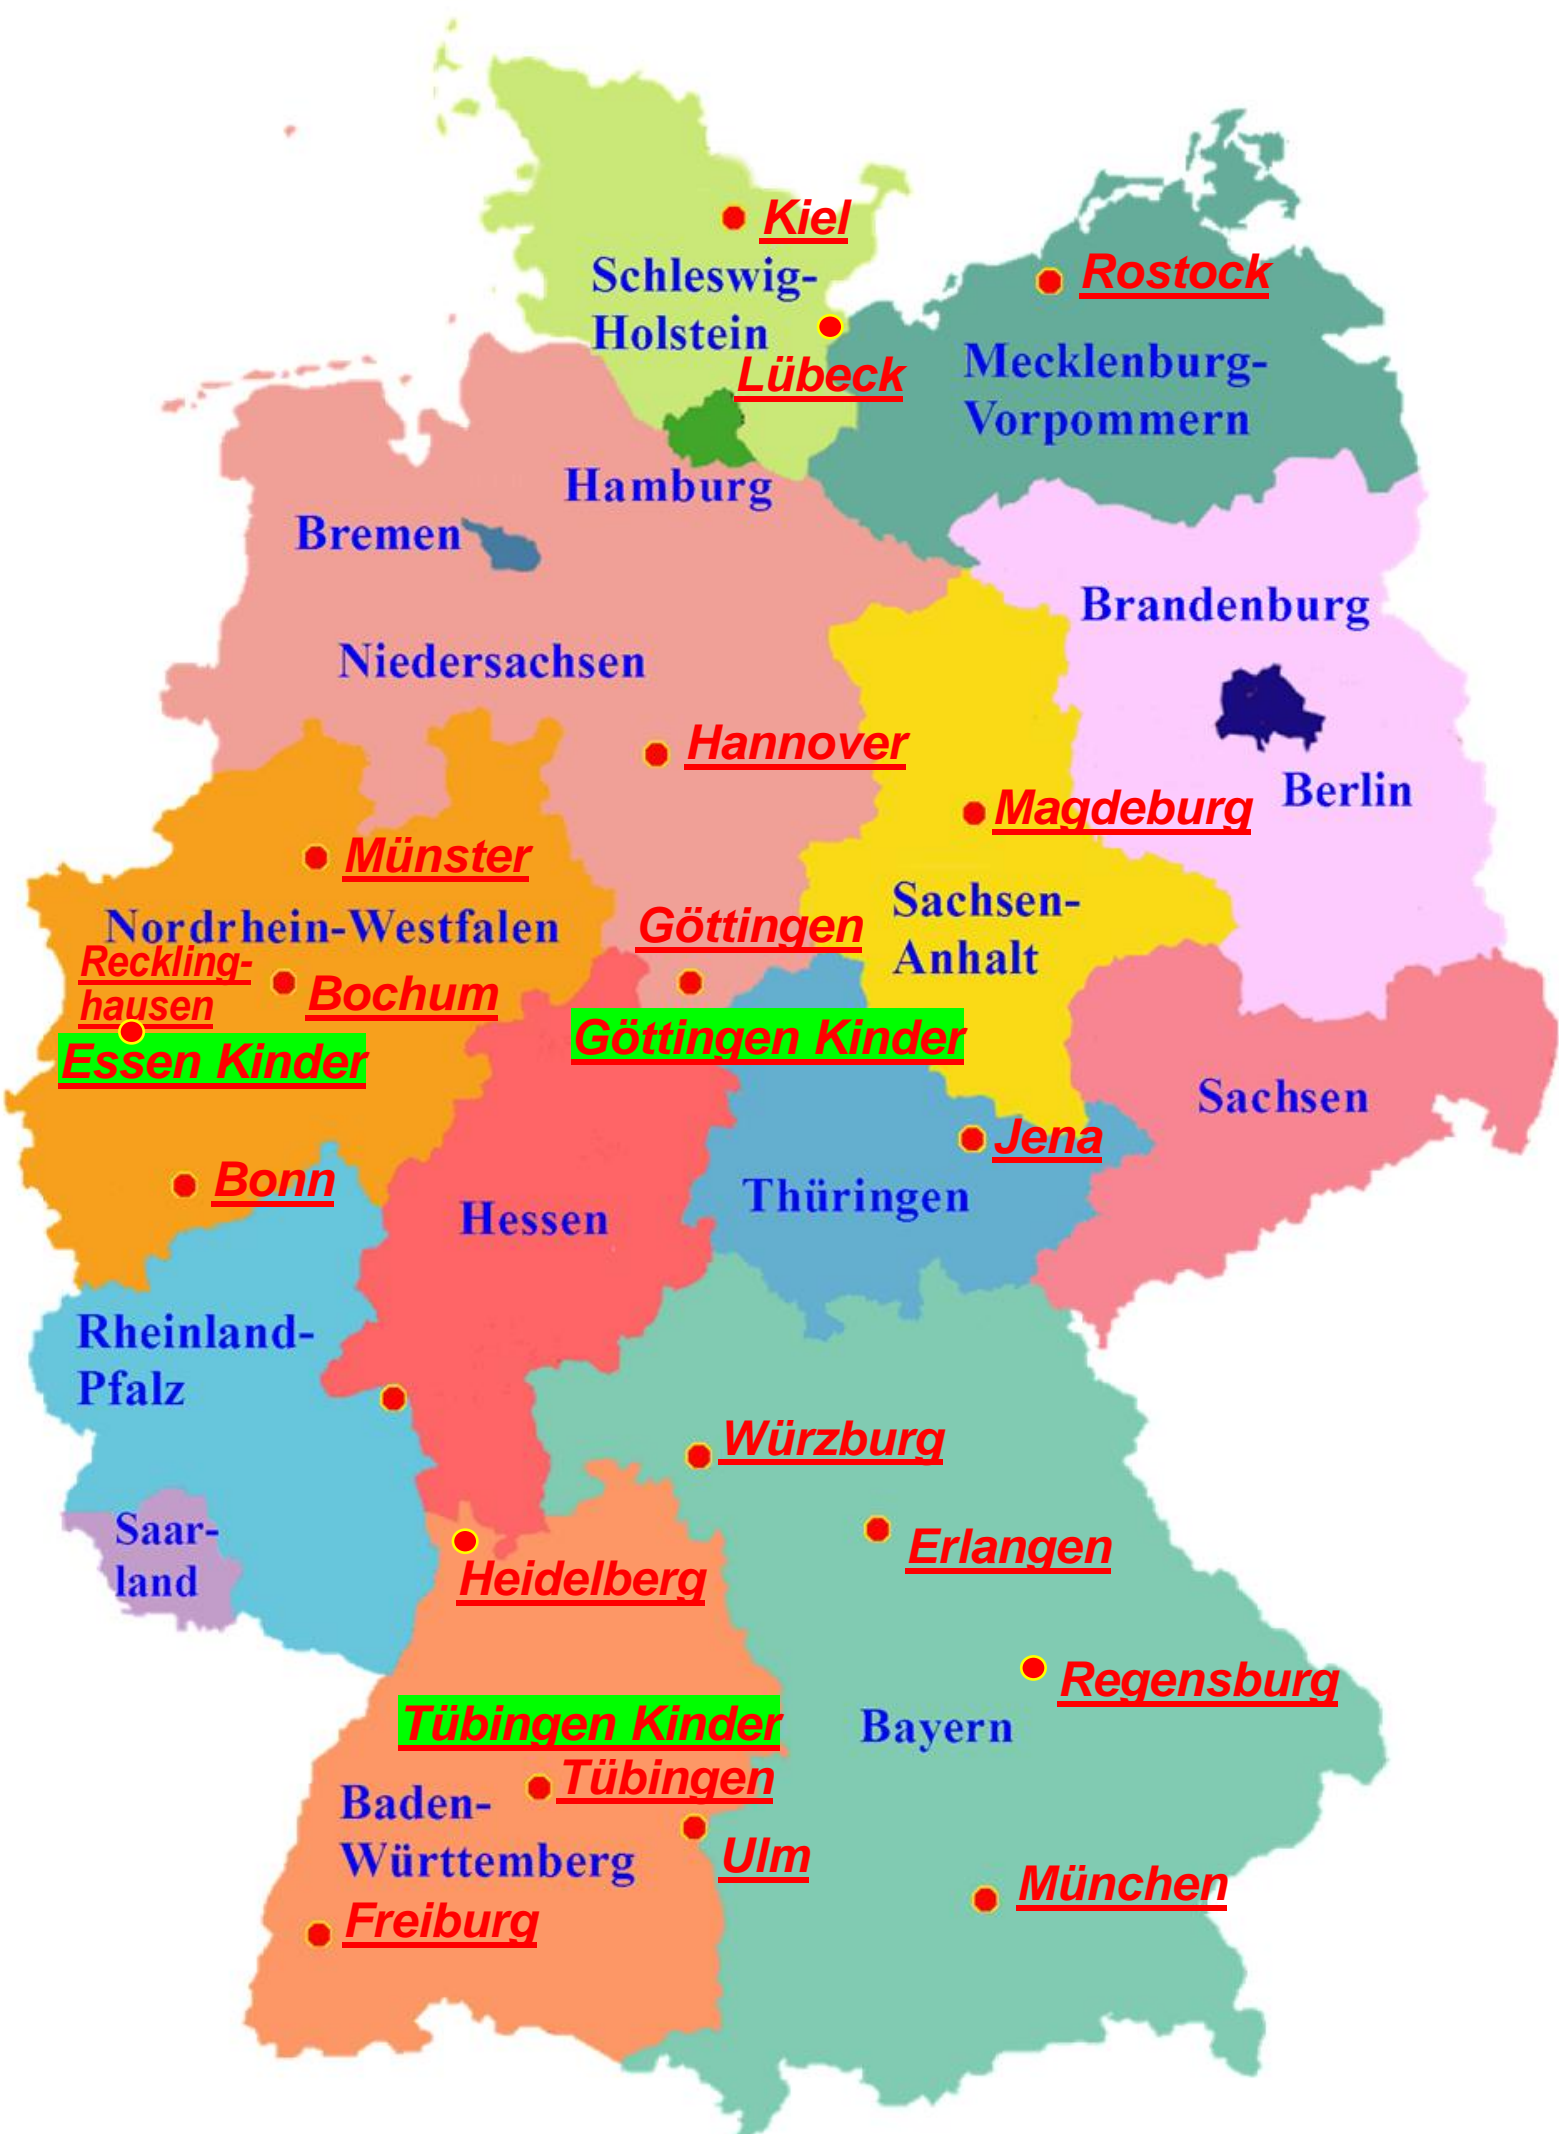 Kiel
Schleswig-
Holstein
Rostock
Lübeck
Mecklenburg-
Vorpommern
Hamburg
Bremen
Brandenburg
Niedersachsen
Hannover
Berlin
Magdeburg
Münster
Sachsen-
Anhalt
Nordrhein-Westfalen
Göttingen
Reckling-
hausen
Bochum
Göttingen Kinder
Essen Kinder
Sachsen
Jena
Bonn
Thüringen
Hessen
Rheinland-
Pfalz
Würzburg
Saar-
land
Erlangen
Heidelberg
Regensburg
Tübingen Kinder
Bayern
Tübingen
Baden-
Württemberg
Ulm
München
Freiburg